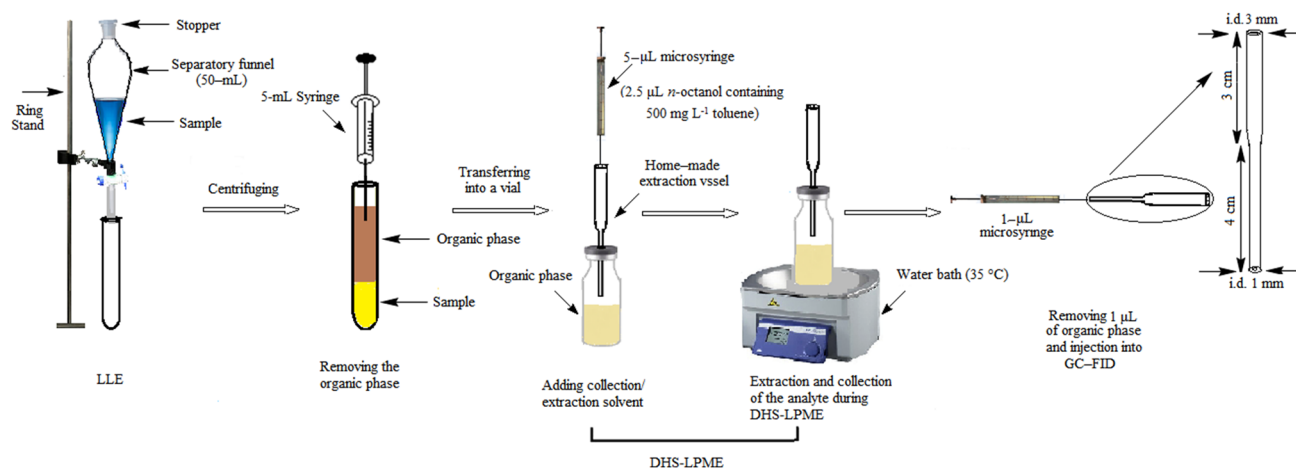 Stopper
Separatory funnel
(50–mL)
Ring
Stand
Sample
LLE
Centrifuging
5-mL Syringe
Organic phase
Sample
Removing the
organic phase
Transferring
into a vial
5–µL microsyringe
(2.5 µL n-octanol containing
500 mg L-1 toluene)
Home–made
extraction vssel
Organic phase
Adding collection/
extraction solvent
Water bath (35 °C)
Extraction and collection
of the analyte during
DHS-LPME
DHS-LPME
1–µL
microsyringe
i.d. 3 mm
3 cm
4 cm
i.d. 1 mm
Removing 1 µL
of organic phase
and injection into
GC–FID